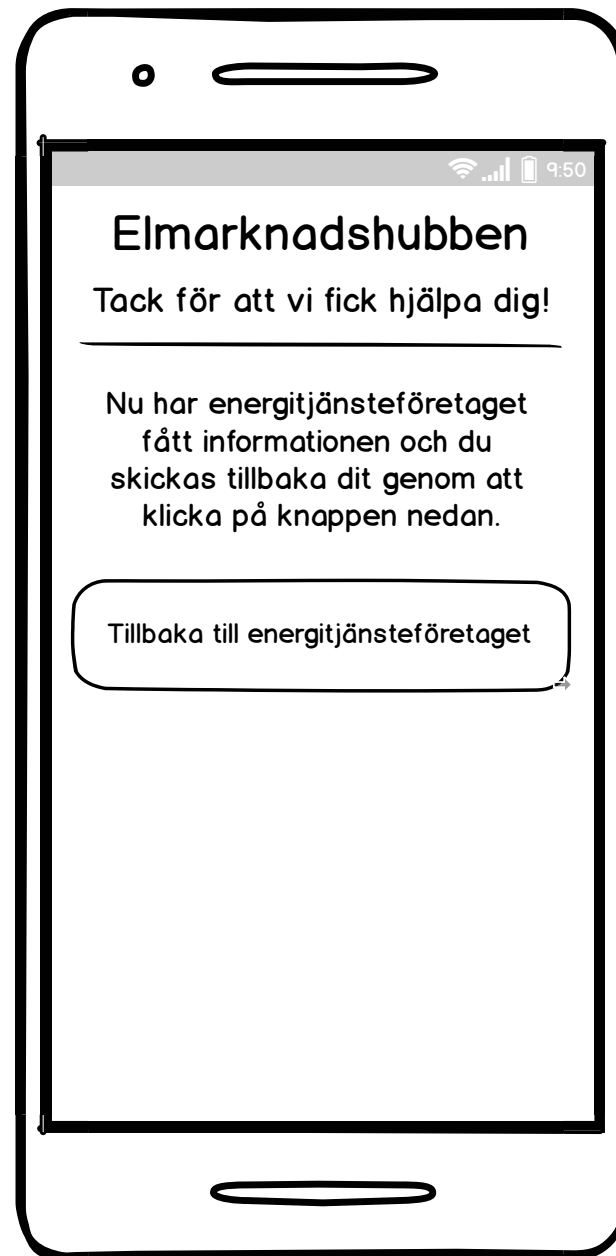 9:50
Elmarknadshubben
Tack för att vi fick hjälpa dig!
Nu har energitjänsteföretaget
fått informationen och du
skickas tillbaka dit genom att
klicka på knappen nedan.
Tillbaka till energitjänsteföretaget